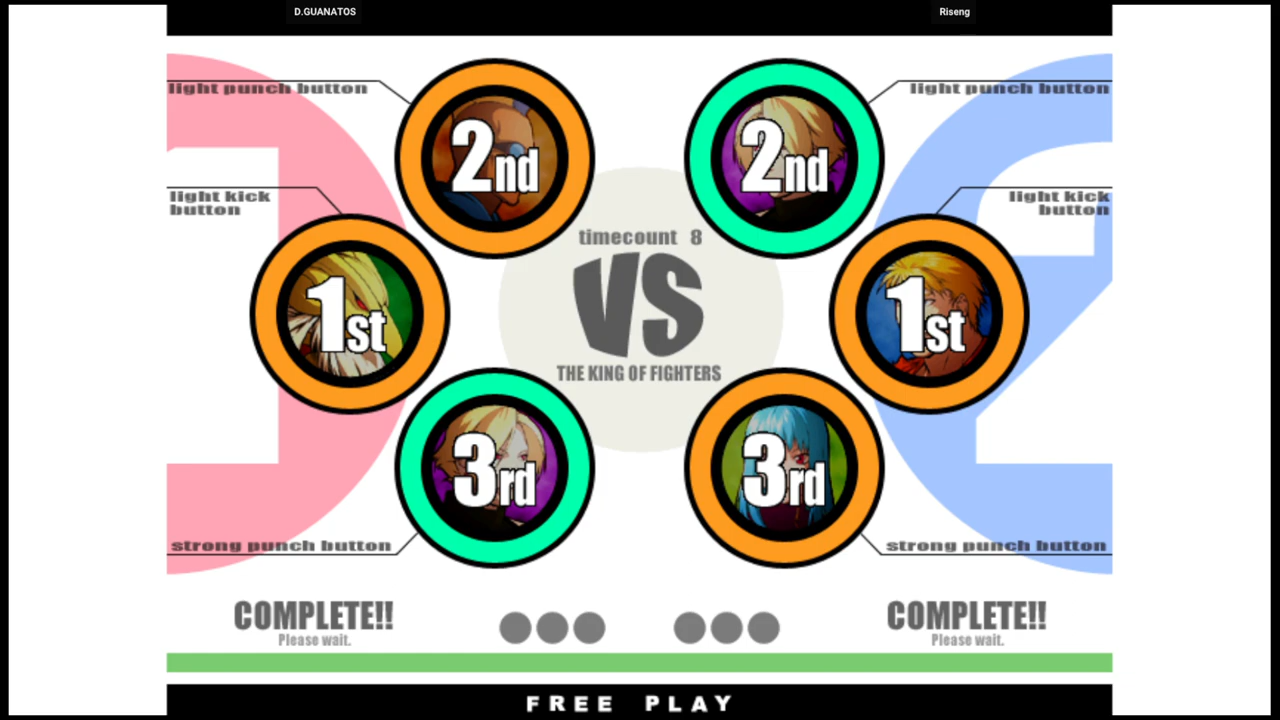 D.GUANATOS
Riseng
light punch button
2nd
2nd
light punch button
light kick
button
light kick
button
timecount 8
VS
1st
1st
THE KING OF FIGHTERS
3rd
3rd
strong punch button
strong punch button
COMPLETE!!
Please wait.
COMPLETE!!
Please wait.
FREE PLAY